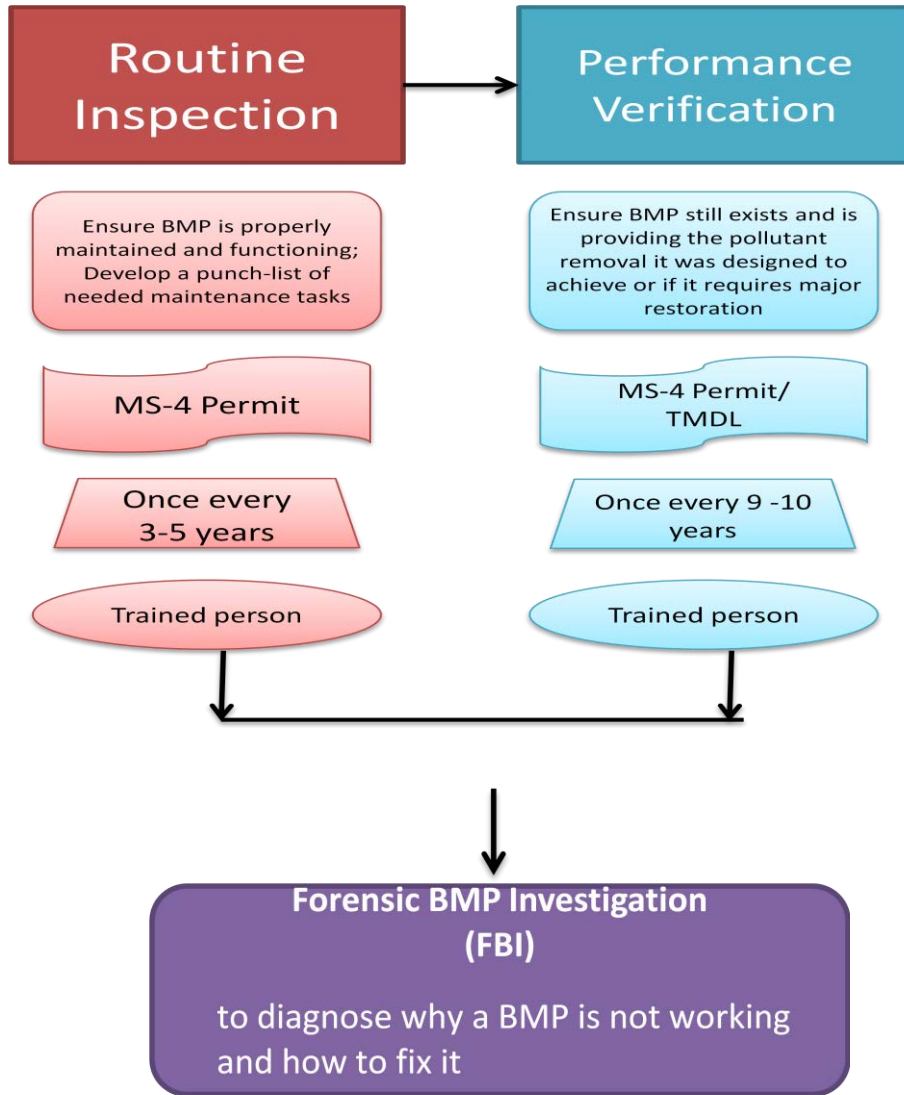 Routine
Inspection
Performance
Verification
Ensure BMP is properly
maintained and functioning;
Develop a punch-list of
needed maintenance tasks
Ensure BMP still exists and is
providing the pollutant
removal it was designed to
achieve or if it requires major
restoration
MS-4 Permit
MS-4 Permit/
TMDL
Once every
3-5 years
Once every 9 -10
years
Trained person
Trained person
Forensic BMP Investigation
(FBI)
to diagnose why a BMP is not working
and how to fix it